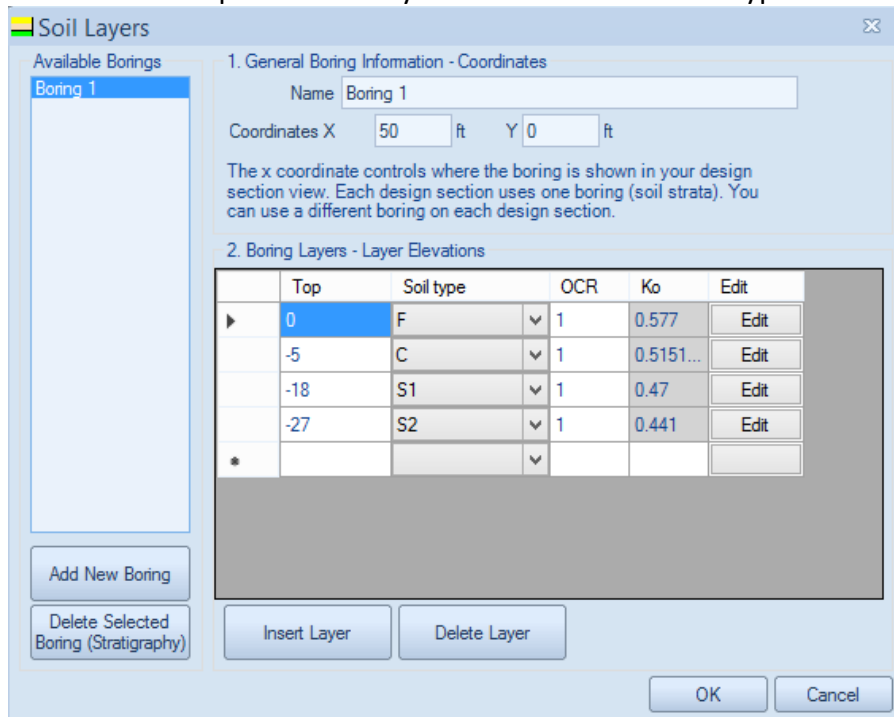 Soil Layers
Available Borings
Boring 1
Add New Boring
Delete Selected
Boring (Stratigraphy)
1. General Boring Information - Coordinates
Name Boring 1
Coordinates X 50 ft Y 0 ft
The x coordinate controls where the boring is shown in your design
section view. Each design section uses one boring (soil strata). You
can use a different boring on each design section.
2. Boring Layers - Layer Elevations
Top Soil type OCR Ko Edit
0 F 1 0.577 Edit
-5 C 1 0.5151... Edit
-18 S1 1 0.47 Edit
-27 S2 1 0.441 Edit
Insert Layer Delete Layer
OK Cancel